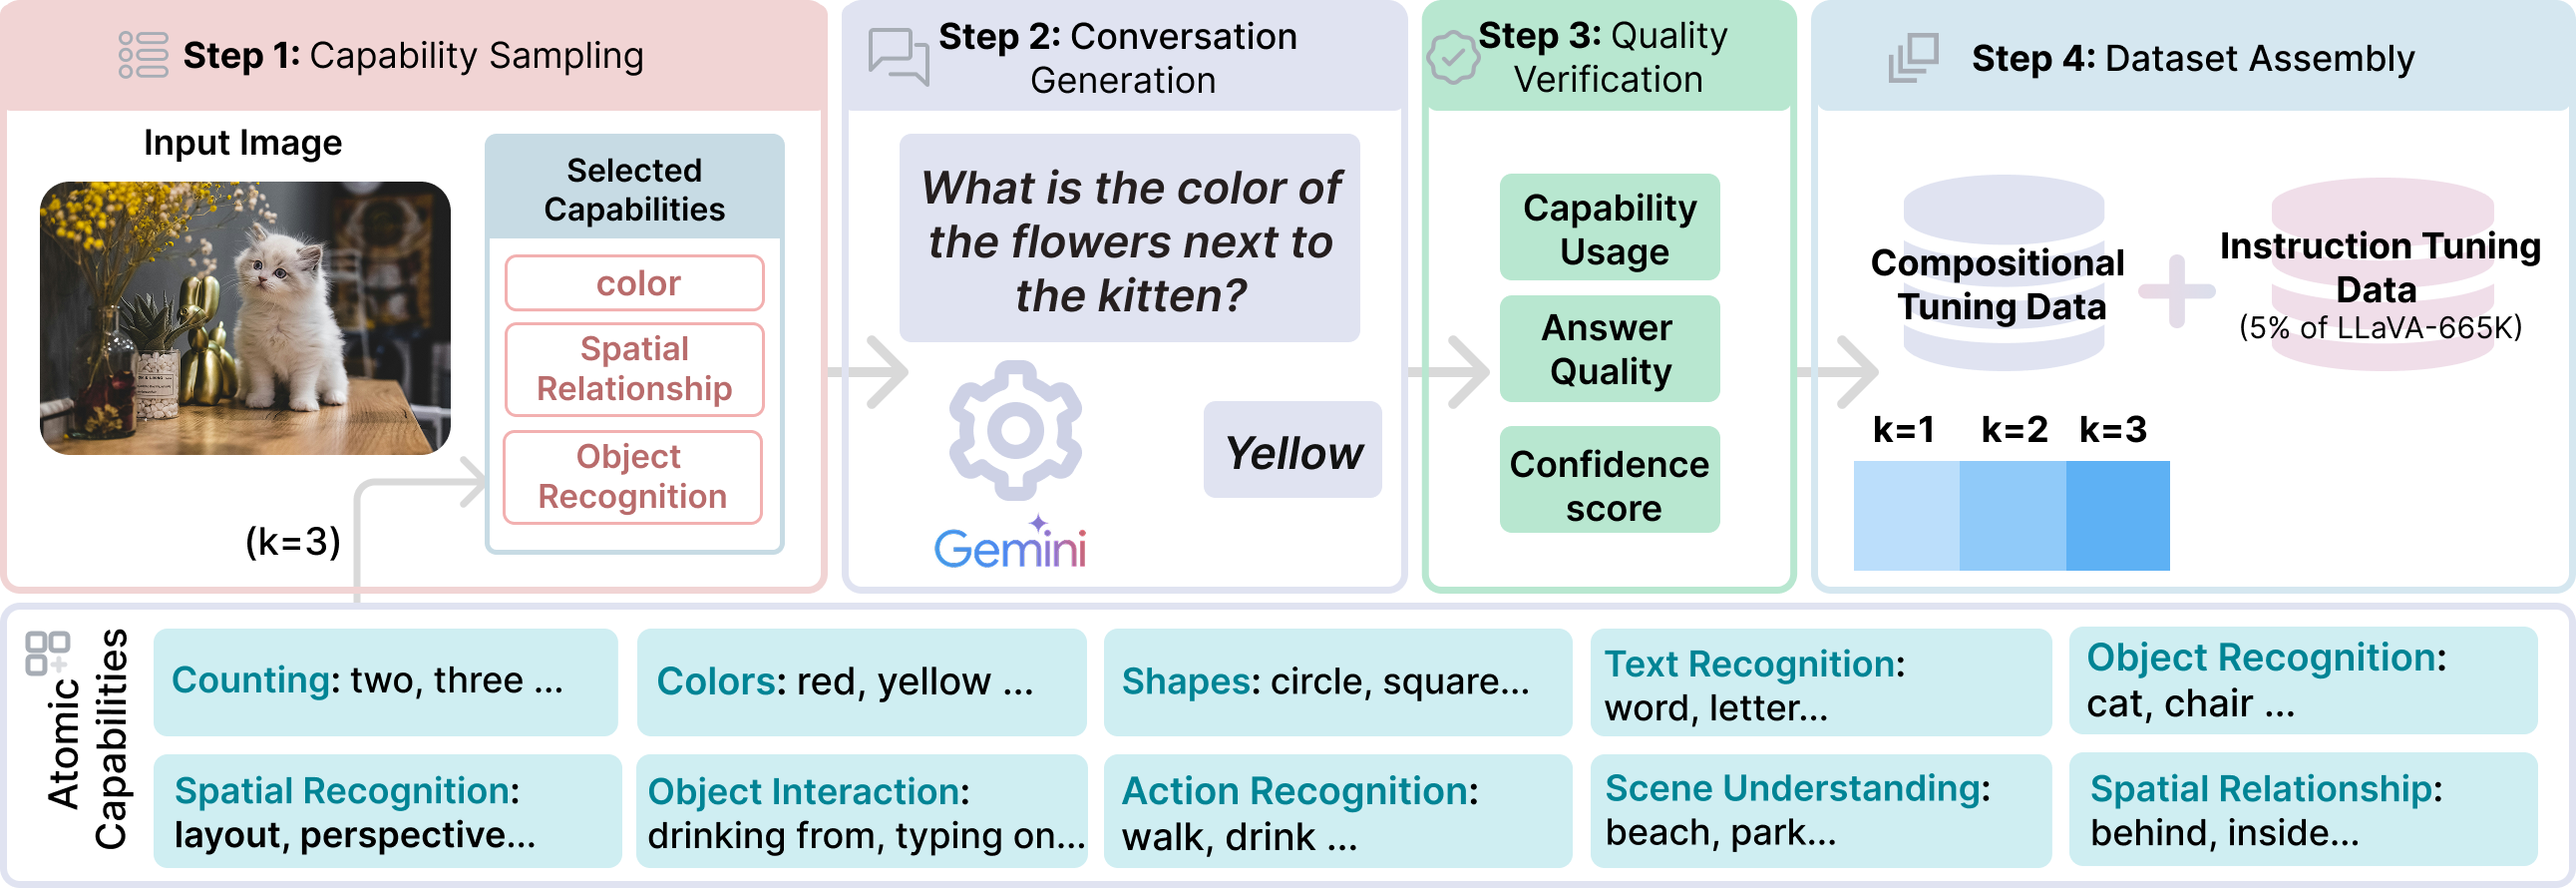 Step 1: Capability Sampling
Input Image
Selected
Capabilities
color
Spatial
Relationship
Object
Recognition
(k=3)
Step 2: Conversation
Generation
What is the color of
the flowers next to
the kitten?
Yellow
Gemini
Step 3: Quality
Verification
Capability
Usage
Answer
Quality
Confidence
score
Step 4: Dataset Assembly
Compositional
Tuning Data
Instruction Tuning
Data
(5% of LLaVA-665K)
k=1 k=2 k=3
Atomic
Capabilities
Counting: two, three ...
Colors: red, yellow ...
Shapes: circle, square...
Text Recognition:
word, letter...
Object Recognition:
cat, chair ...
Spatial Recognition:
layout, perspective...
Object Interaction:
drinking from, typing on...
Action Recognition:
walk, drink ...
Scene Understanding:
beach, park...
Spatial Relationship:
behind, inside...